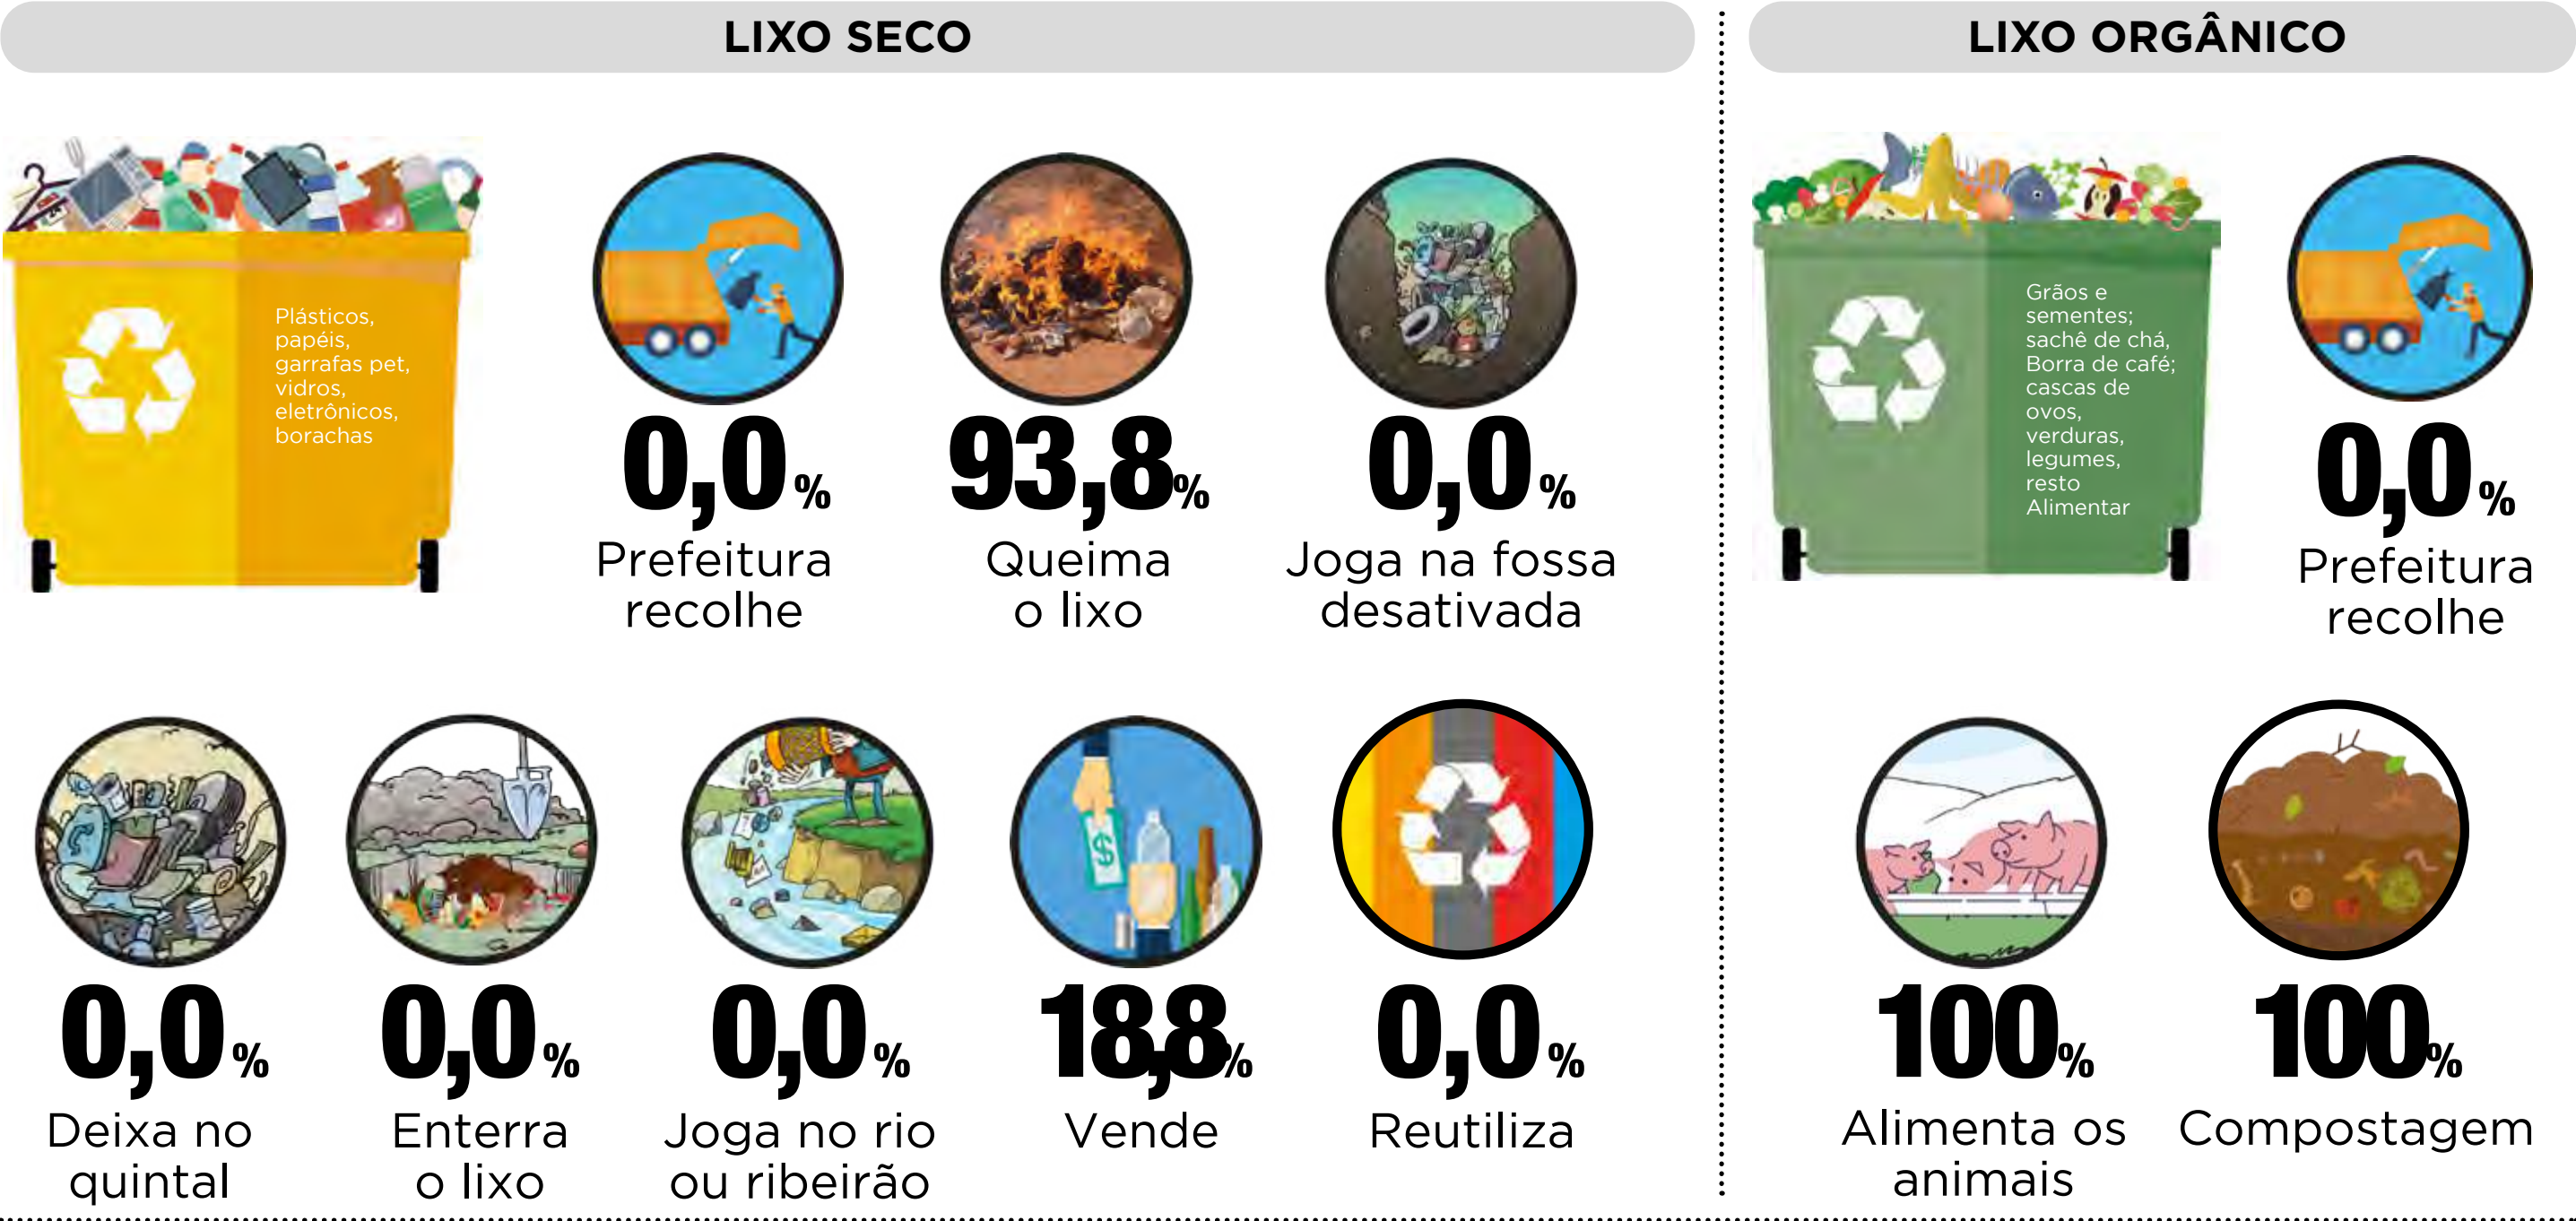 LIXO SECO
Plásticos,
papéis,
garrafas pet,
vidros,
eletrônicos,
borachas
0,0%
Prefeitura
recolhe
93,8%
Queima
o lixo
0,0%
Joga na fossa
desativada
0,0%
Deixa no
quintal
0,0%
Enterra
o lixo
0,0%
Joga no rio
ou ribeirão
$
18,8%
Vende
0,0%
Reutiliza
LIXO ORGÂNICO
Grãos e
sementes;
sachê de chá,
Borra de café;
cascas de
ovos,
verduras,
legumes,
resto
Alimentar
0,0%
Prefeitura
recolhe
100%
Alimenta os
animais
100%
Compostagem